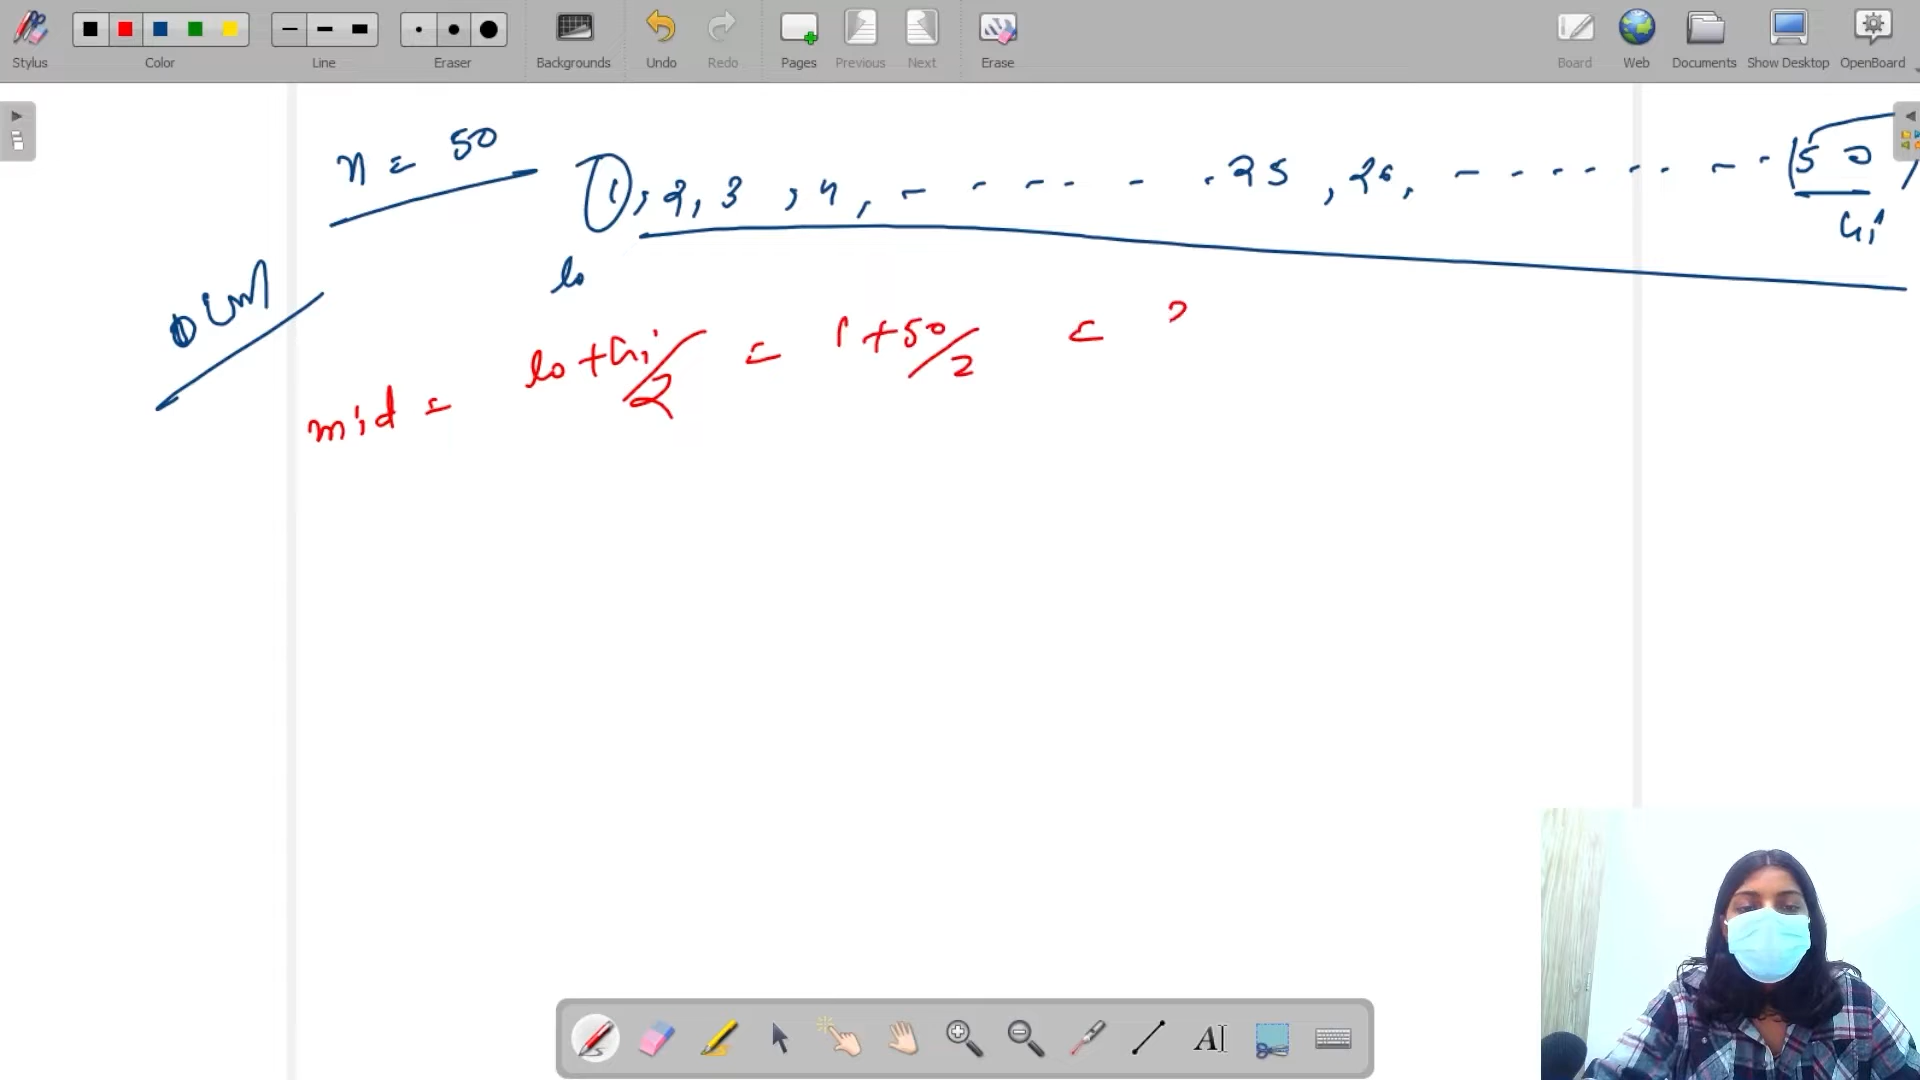 Stylus Color Line Eraser Backgrounds Undo Redo Pages Previous Next Erase Board Web Documents Show Desktop OpenBoard
n = 50
1, 2, 3, 4, - - - - - - . 25, 26, - - - - - - - - 50
hi
lo
O(n)
mid = lo+hi/2 = 1+50/2 = 2